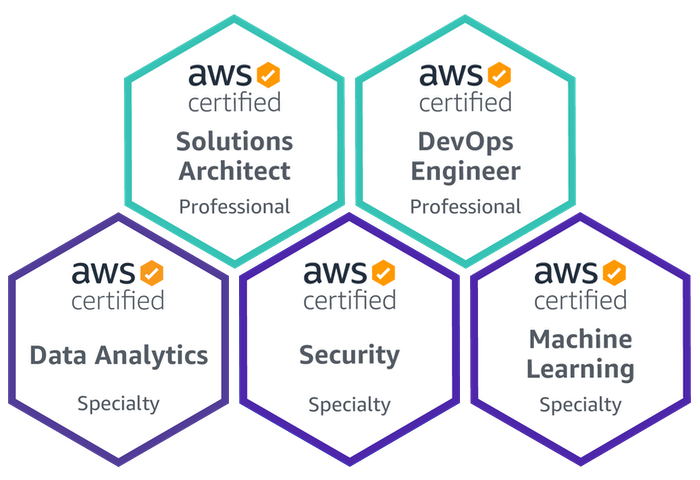 aws
certified
Solutions
Architect
Professional
aws
certified
DevOps
Engineer
Professional
aws
certified
Data Analytics
Specialty
aws
certified
Security
Specialty
aws
certified
Machine
Learning
Specialty